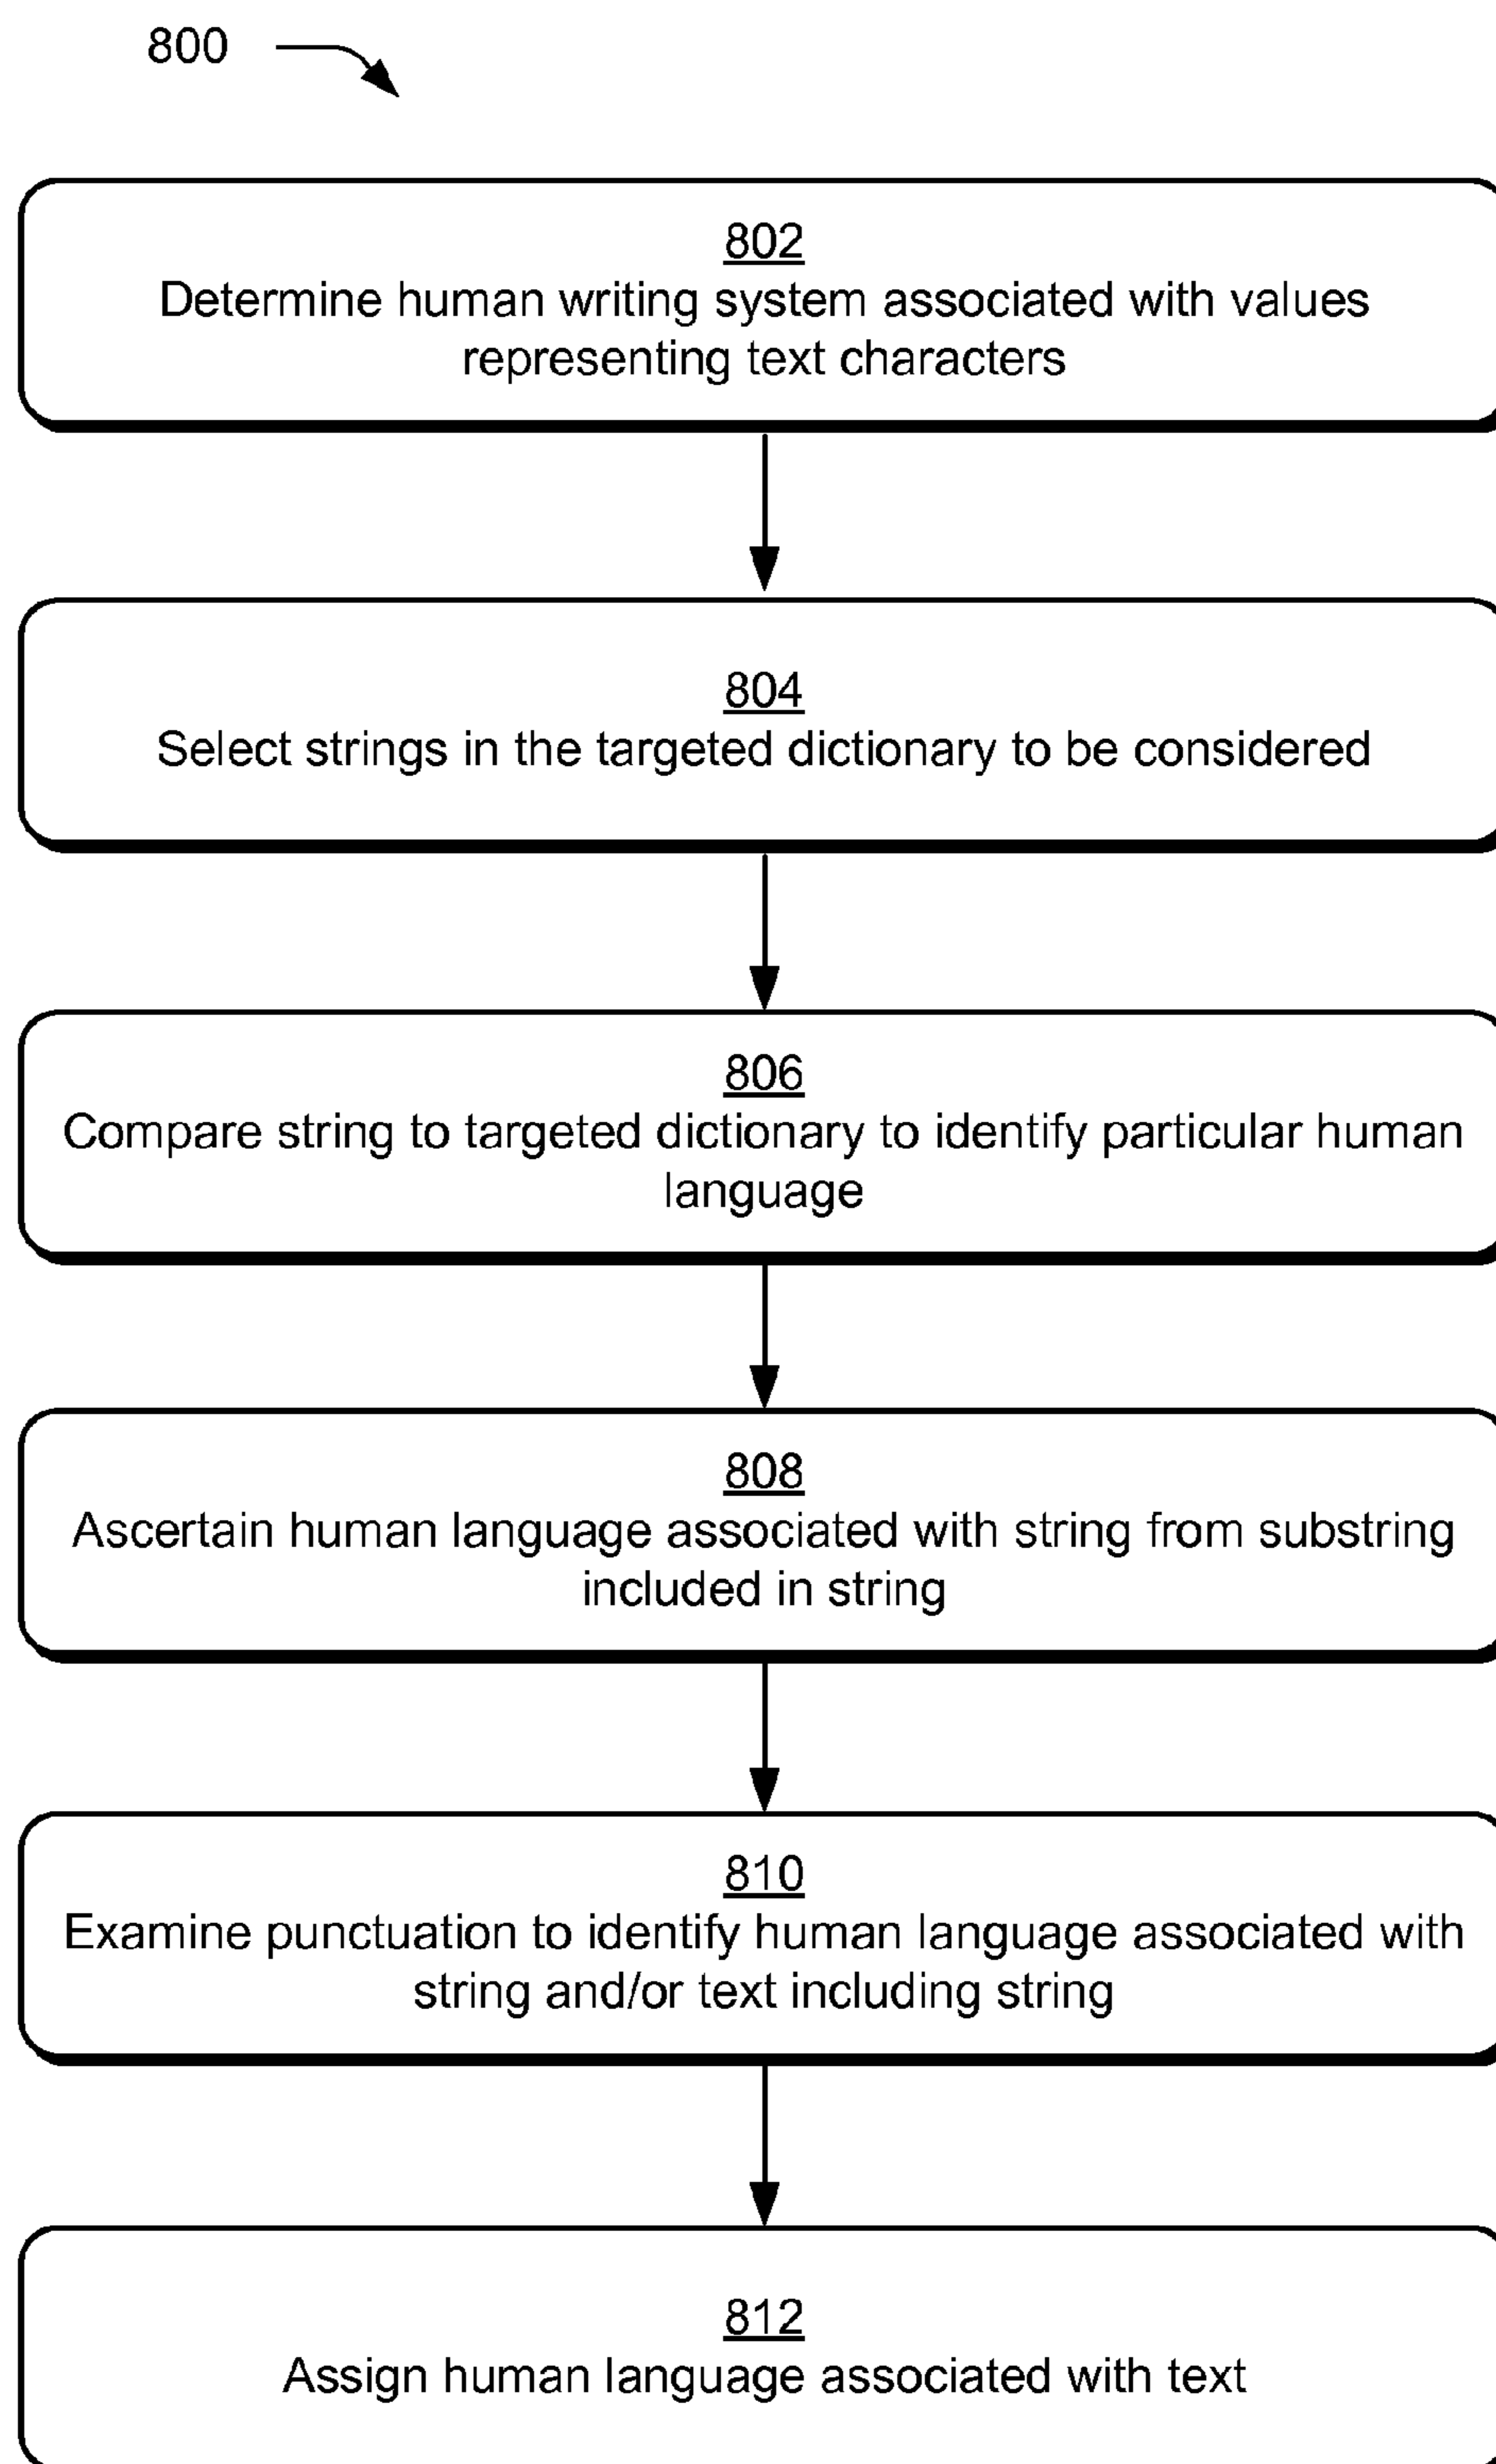 800
802
Determine human writing system associated with values
representing text characters
804
Select strings in the targeted dictionary to be considered
806
Compare string to targeted dictionary to identify particular human
language
808
Ascertain human language associated with string from substring
included in string
810
Examine punctuation to identify human language associated with
string and/or text including string
812
Assign human language associated with text